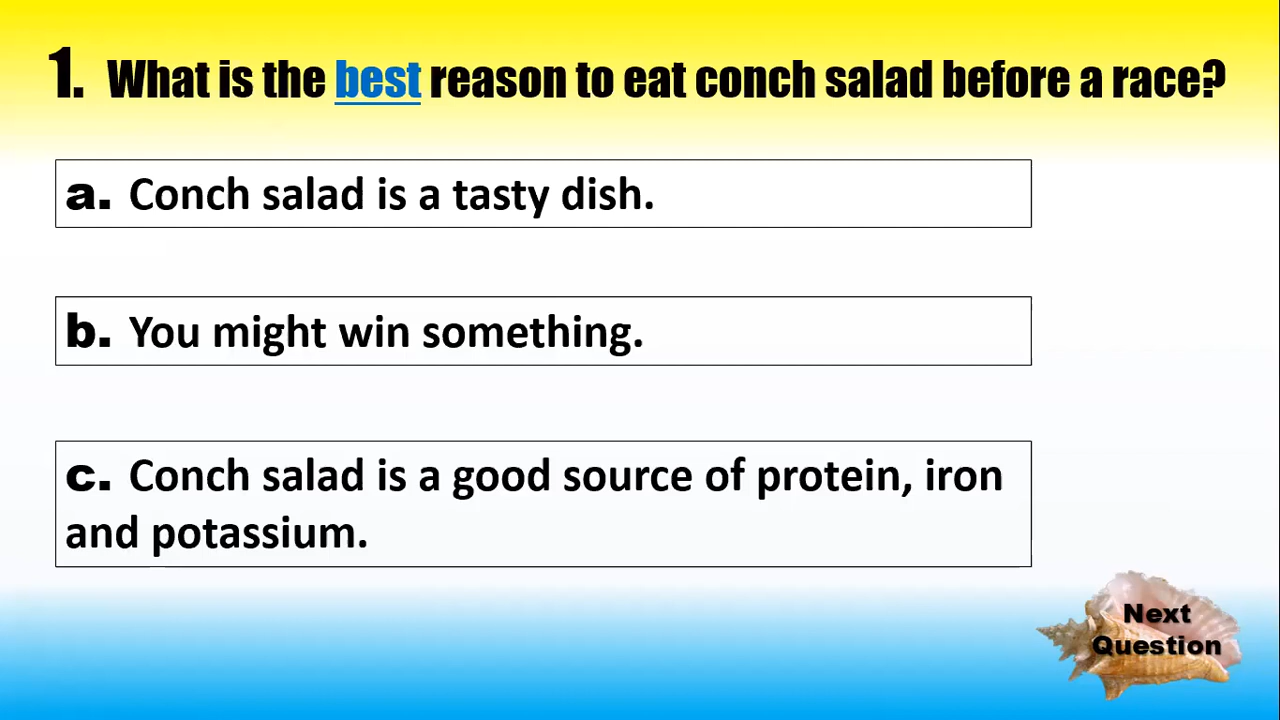 1. What is the best reason to eat conch salad before a race?
a. Conch salad is a tasty dish.
b. You might win something.
c. Conch salad is a good source of protein, iron
and potassium.
Next
Question